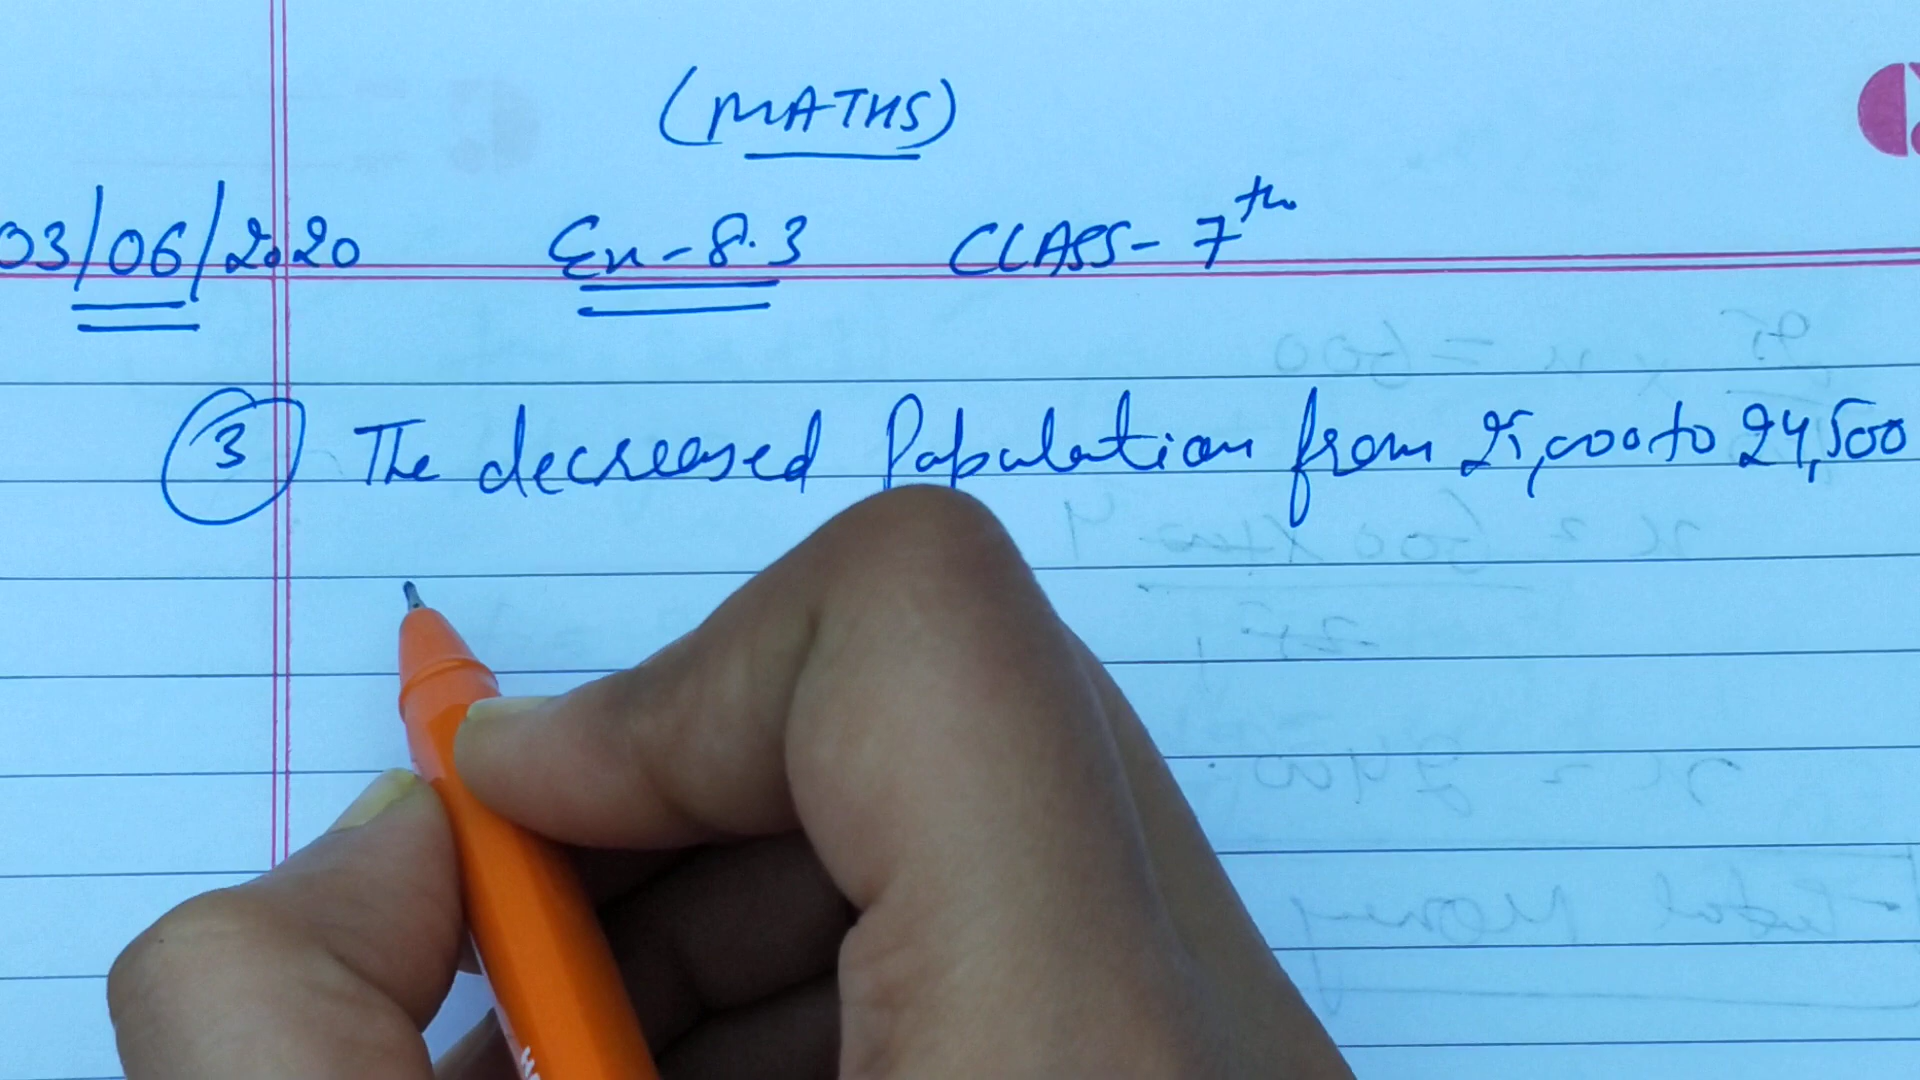 (MATHS)
03/06/2020 Ex-8.3 CLASS-7th
3 The decreased Population from 25,000 to 24,500